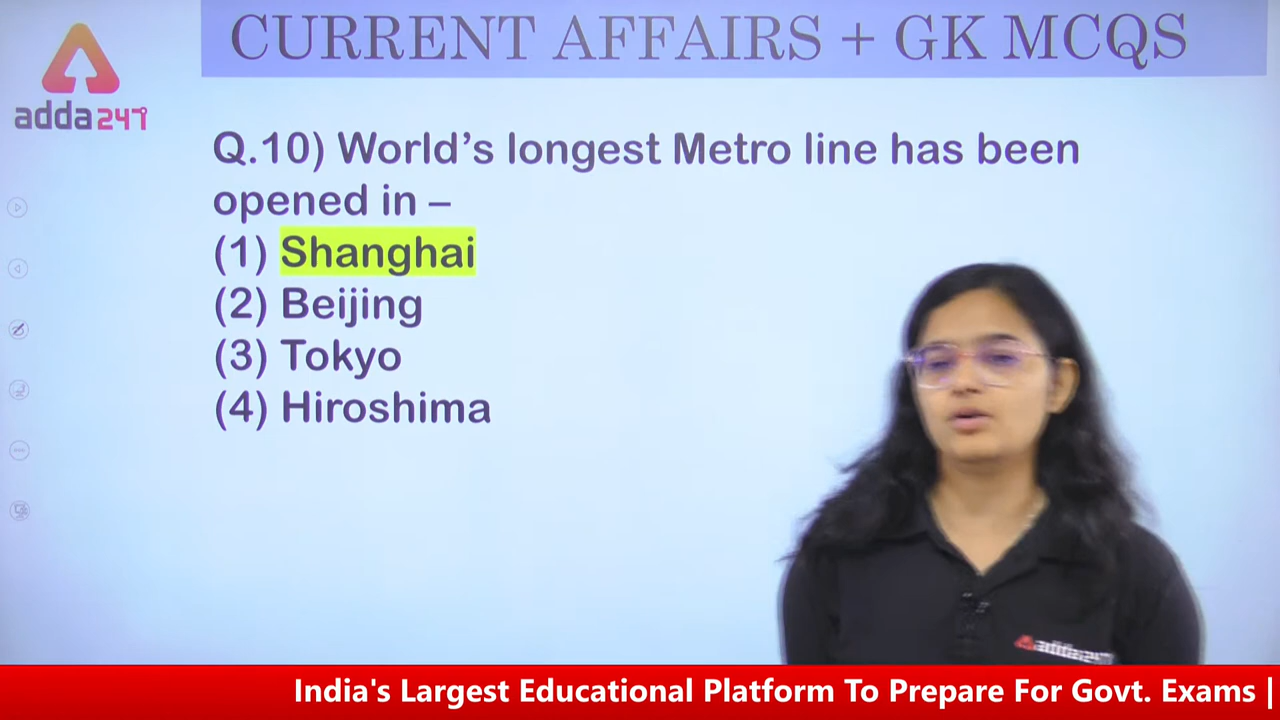 CURRENT AFFAIRS + GK MCQS
adda247
Q.10) World’s longest Metro line has been
opened in –
(1) Shanghai
(2) Beijing
(3) Tokyo
(4) Hiroshima
adda247
India's Largest Educational Platform To Prepare For Govt. Exams |